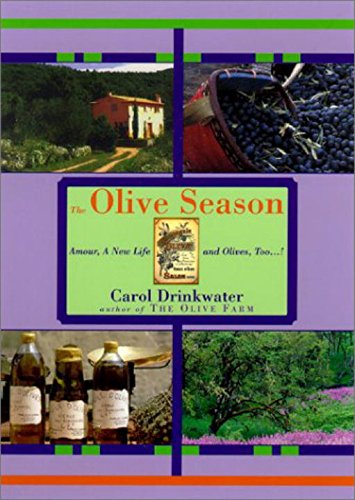 The Olive Season
Amour, A New Life and Olives, Too...!
Carol Drinkwater
author of THE OLIVE FARM